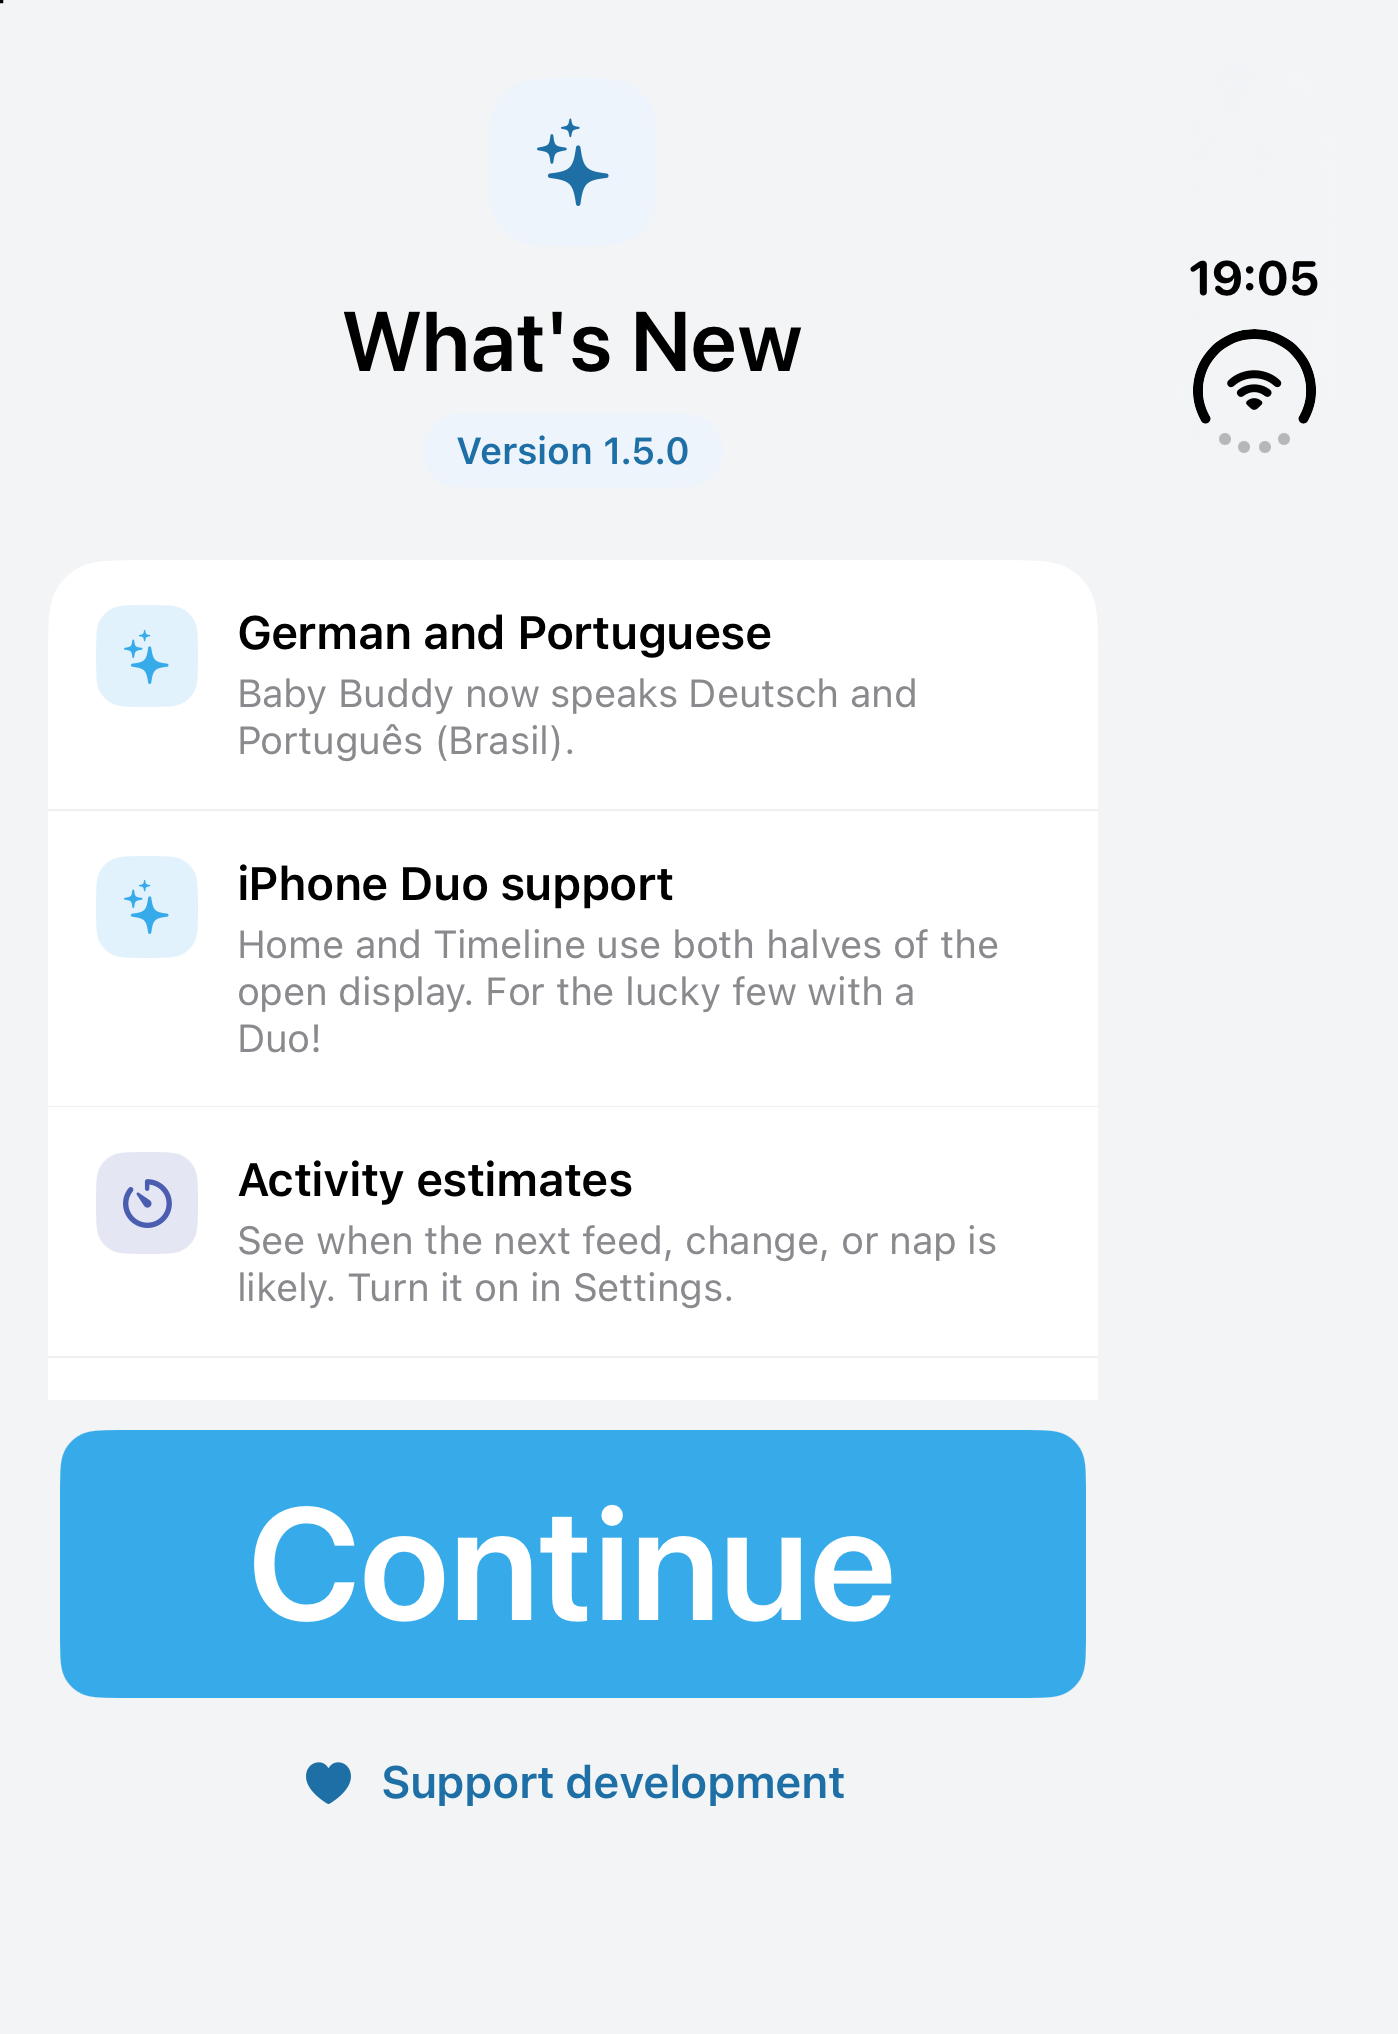 19:05
What's New
Version 1.5.0
German and Portuguese
Baby Buddy now speaks Deutsch and
Português (Brasil).
iPhone Duo support
Home and Timeline use both halves of the
open display. For the lucky few with a
Duo!
Activity estimates
See when the next feed, change, or nap is
likely. Turn it on in Settings.
Continue
Support development